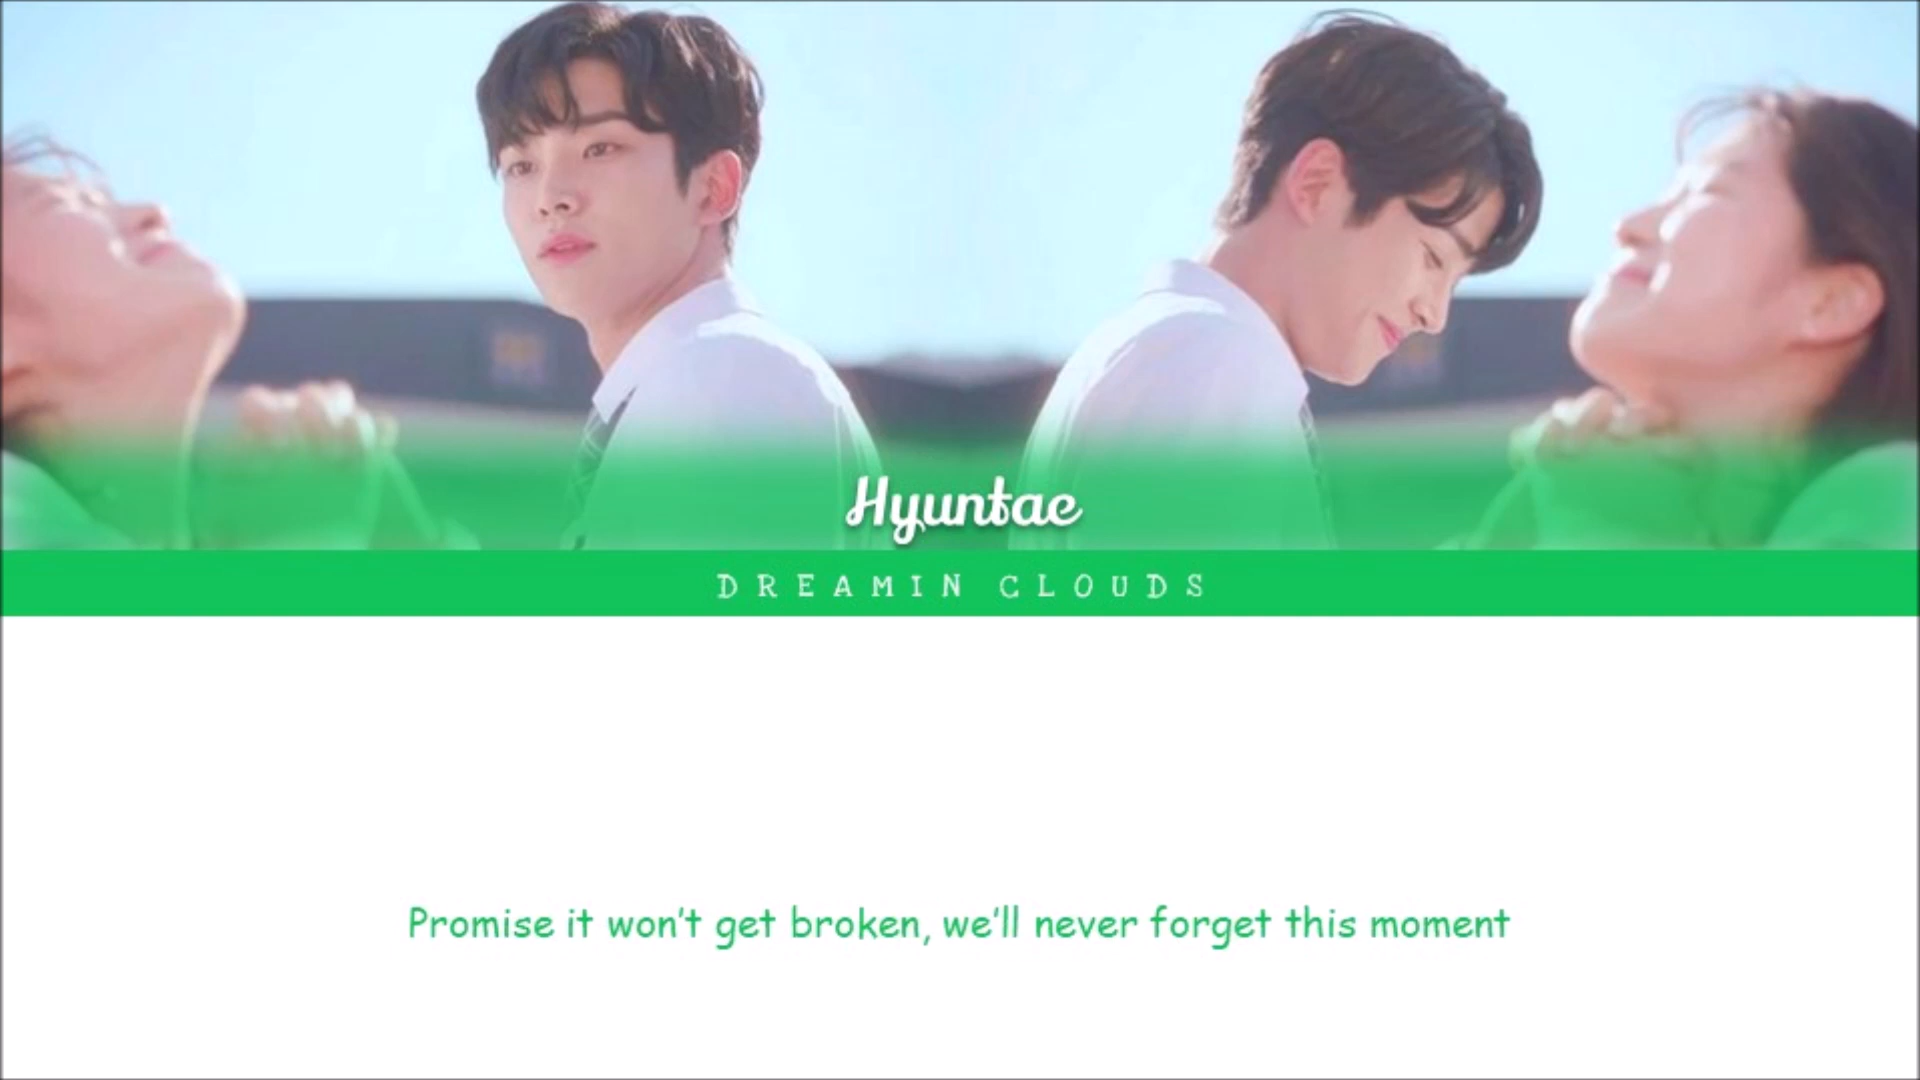 Hyuntae
DREAMIN CLOUDS
Promise it won't get broken, we'll never forget this moment